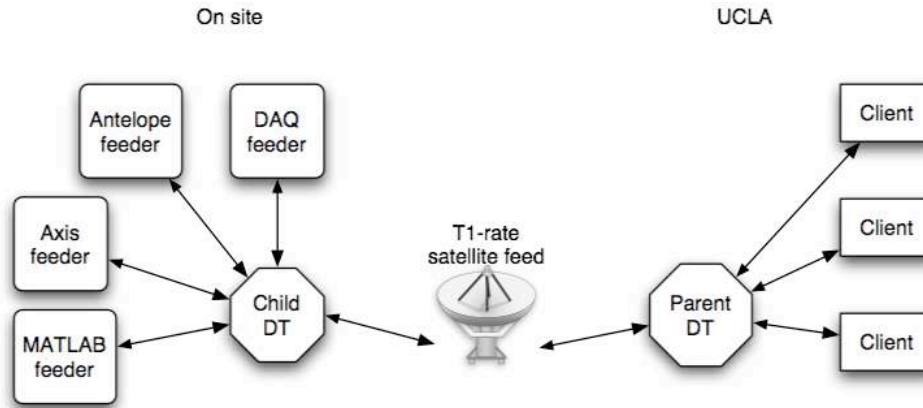 On site
UCLA
Antelope
feeder
DAQ
feeder
Client
Axis
feeder
T1-rate
satellite feed
Client
Child
DT
Parent
DT
MATLAB
feeder
Client